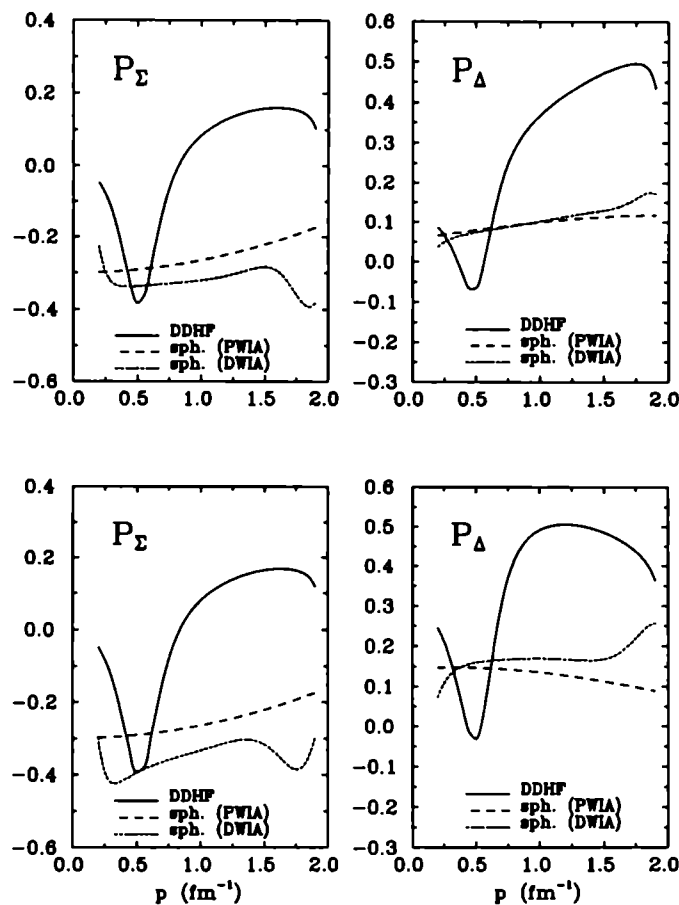 0.4
0.2
0.0
-0.2
-0.4
-0.6
P_Σ
DDHF
sph. (PWIA)
sph. (DWIA)
0.0 0.5 1.0 1.5 2.0
0.6
0.5
0.4
0.3
0.2
0.1
0.0
-0.1
-0.2
-0.3
P_Δ
DDHF
sph. (PWIA)
sph. (DWIA)
0.0 0.5 1.0 1.5 2.0
0.4
0.2
0.0
-0.2
-0.4
-0.6
P_Σ
DDHF
sph. (PWIA)
sph. (DWIA)
0.0 0.5 1.0 1.5 2.0
p (fm⁻¹)
0.6
0.5
0.4
0.3
0.2
0.1
0.0
-0.1
-0.2
-0.3
P_Δ
DDHF
sph. (PWIA)
sph. (DWIA)
0.0 0.5 1.0 1.5 2.0
p (fm⁻¹)